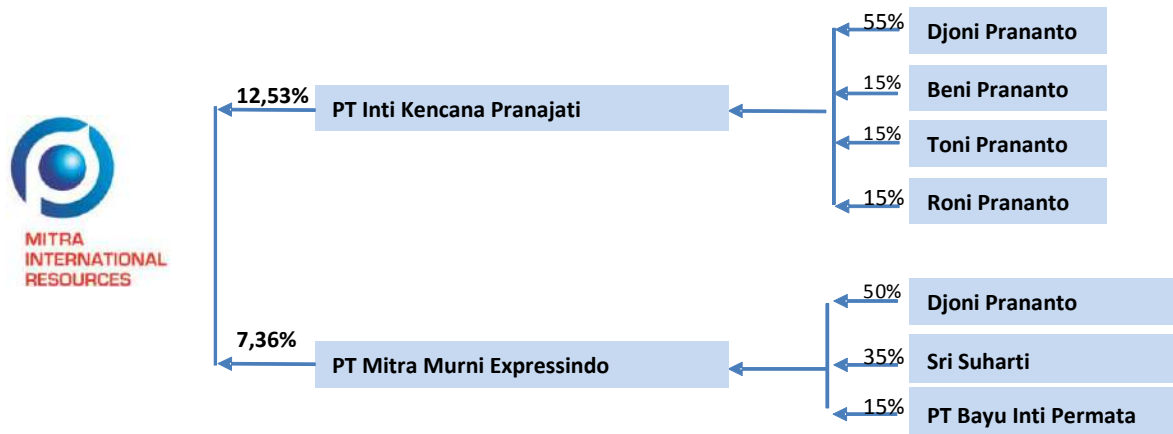 55% Djoni Prananto
15% Beni Prananto
12,53% PT Inti Kencana Pranajati
15% Toni Prananto
15% Roni Prananto
MITRA
INTERNATIONAL
RESOURCES
50% Djoni Prananto
7,36% PT Mitra Murni Expressindo
35% Sri Suharti
15% PT Bayu Inti Permata